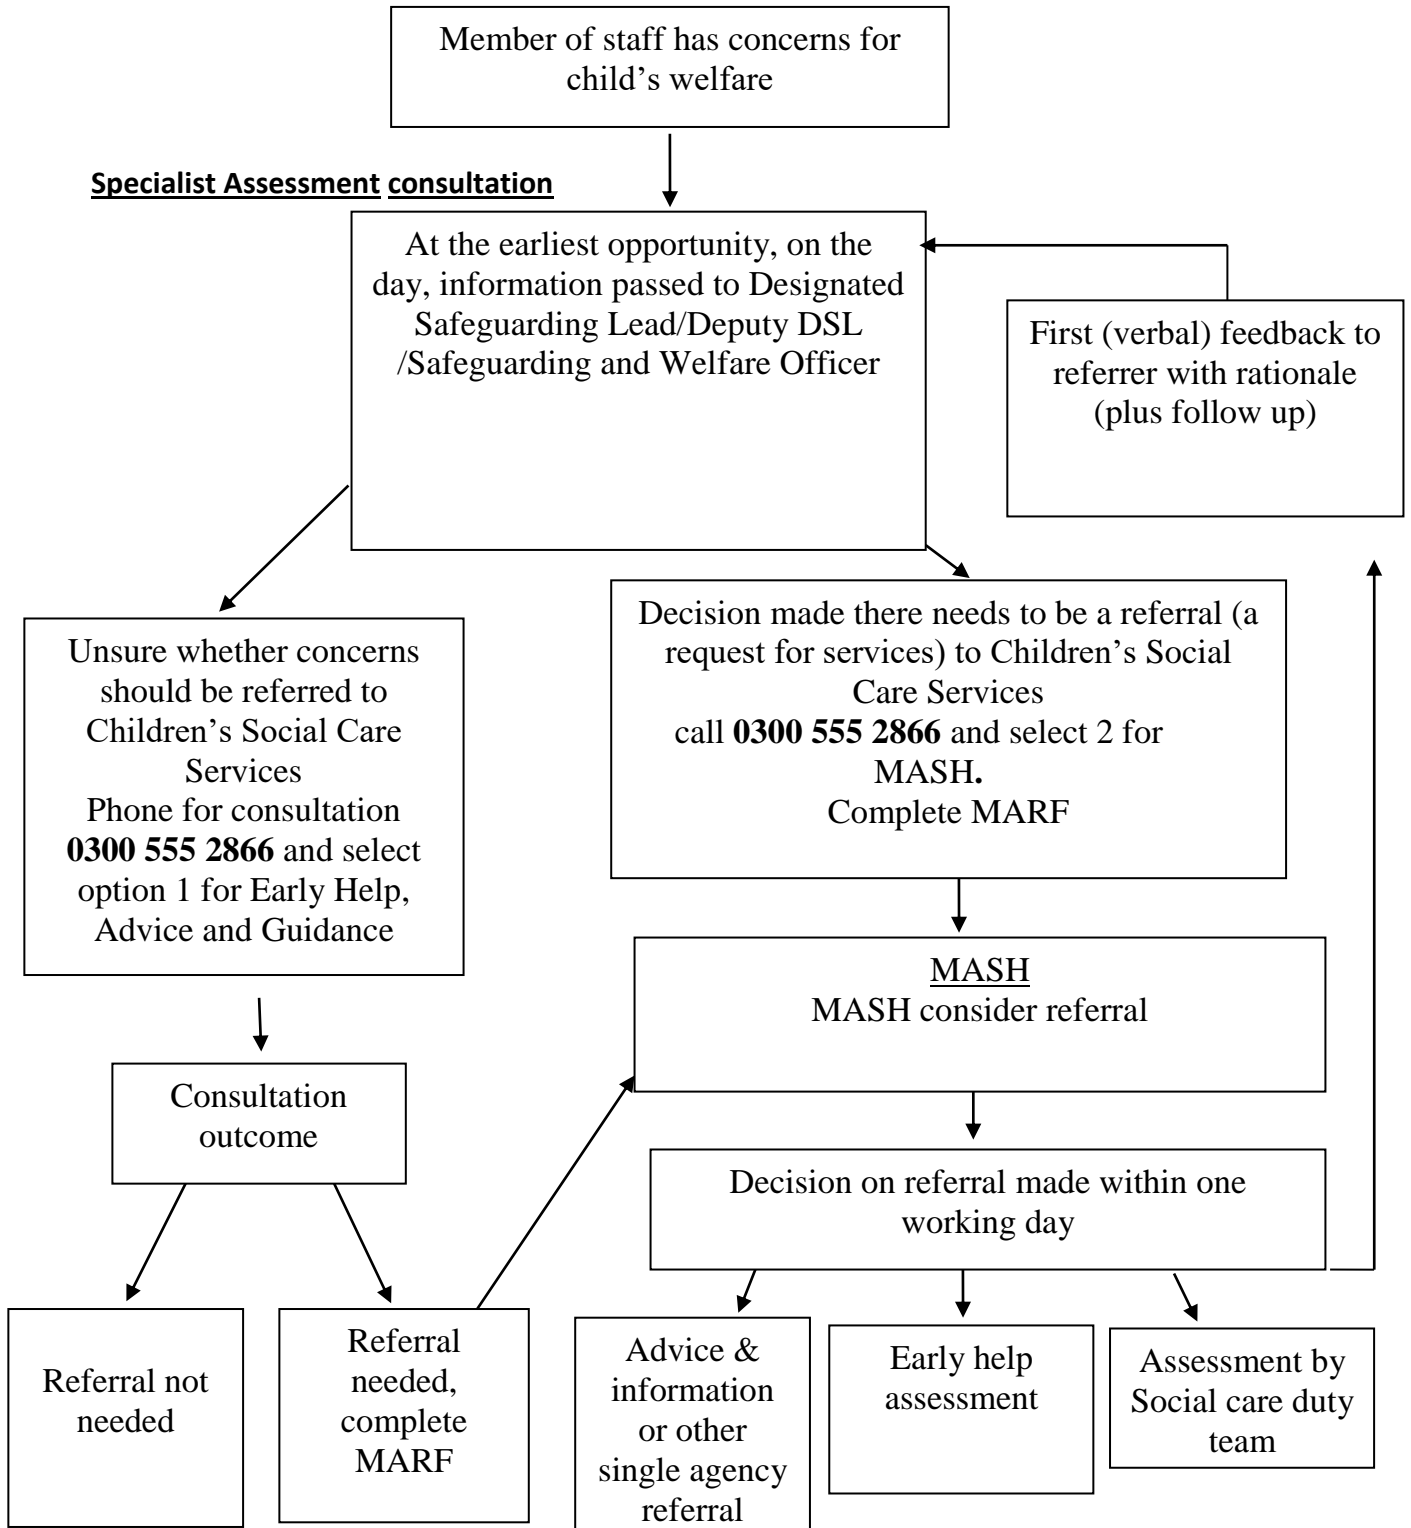 Member of staff has concerns for
child’s welfare
Specialist Assessment consultation
At the earliest opportunity, on the
day, information passed to Designated
Safeguarding Lead/Deputy DSL
/Safeguarding and Welfare Officer
First (verbal) feedback to
referrer with rationale
(plus follow up)
Unsure whether concerns
should be referred to
Children’s Social Care
Services
Phone for consultation
0300 555 2866 and select
option 1 for Early Help,
Advice and Guidance
Decision made there needs to be a referral (a
request for services) to Children’s Social
Care Services
call 0300 555 2866 and select 2 for
MASH.
Complete MARF
MASH
MASH consider referral
Consultation
outcome
Decision on referral made within one
working day
Referral not
needed
Referral
needed,
complete
MARF
Advice &
information
or other
single agency
referral
Early help
assessment
Assessment by
Social care duty
team